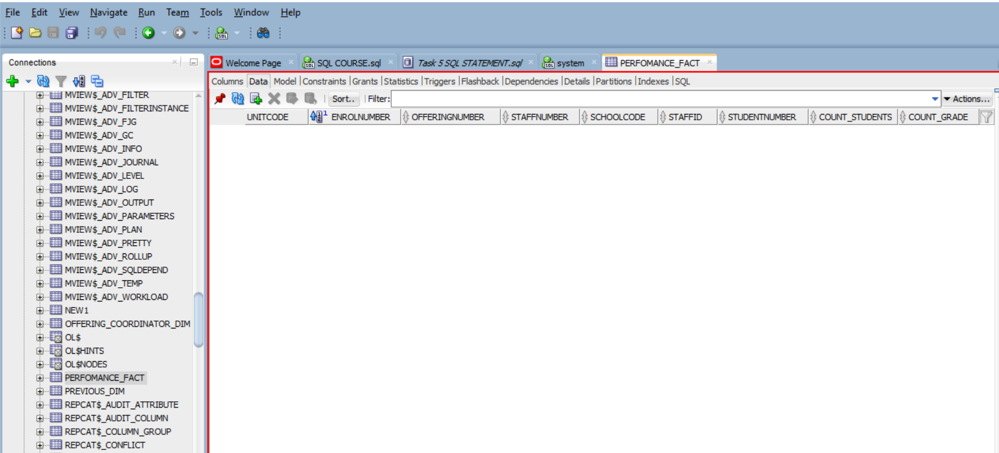 File Edit View Navigate Run Team Tools Window Help
Connections
MVIEW$_ADV_FILTER
MVIEW$_ADV_FILTERINSTANCE
MVIEW$_ADV_FJG
MVIEW$_ADV_GC
MVIEW$_ADV_INFO
MVIEW$_ADV_JOURNAL
MVIEW$_ADV_LEVEL
MVIEW$_ADV_LOG
MVIEW$_ADV_OUTPUT
MVIEW$_ADV_PARAMETERS
MVIEW$_ADV_PLAN
MVIEW$_ADV_PRETTY
MVIEW$_ADV_ROLLUP
MVIEW$_ADV_SQLDEPEND
MVIEW$_ADV_TEMP
MVIEW$_ADV_WORKLOAD
NEW1
OFFERING_COORDINATOR_DIM
OL$
OL$HINTS
OL$NODES
PERFOMANCE_FACT
PREVIOUS_DIM
REPCAT$_AUDIT_ATTRIBUTE
REPCAT$_AUDIT_COLUMN
REPCAT$_COLUMN_GROUP
REPCAT$_CONFLICT
Welcome Page SQL COURSE.sql Task 5 SQL STATEMENT.sql system PERFOMANCE_FACT
Columns Data Model |Constraints |Grants |Statistics |Triggers |Flashback |Dependencies |Details |Partitions |Indexes |SQL
Sort.. Filter: Actions...
UNITCODE 1 ENROLNUMBER OFFERINGNUMBER STAFFNUMBER SCHOOLCODE STAFFID STUDENTNUMBER COUNT_STUDENTS COUNT_GRADE